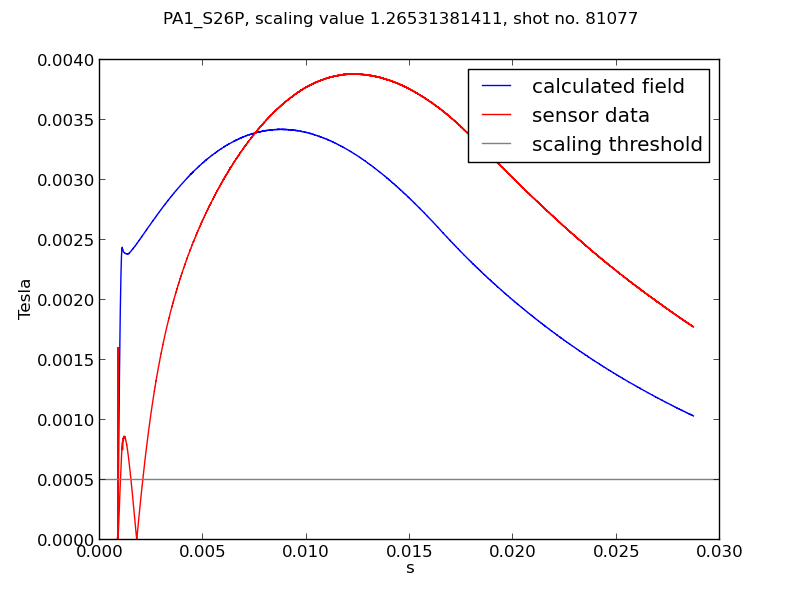 PA1_S26P, scaling value 1.26531381411, shot no. 81077
calculated field
sensor data
scaling threshold
Tesla
0.0040
0.0035
0.0030
0.0025
0.0020
0.0015
0.0010
0.0005
0.0000
0.000 0.005 0.010 0.015 0.020 0.025 0.030
s